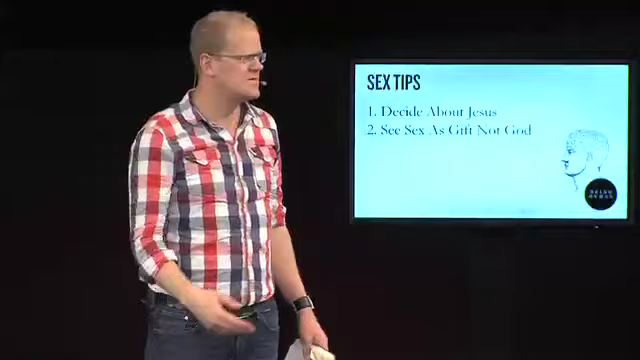 SEX TIPS
1. Decide About Jesus
2. See Sex As Gift Not God